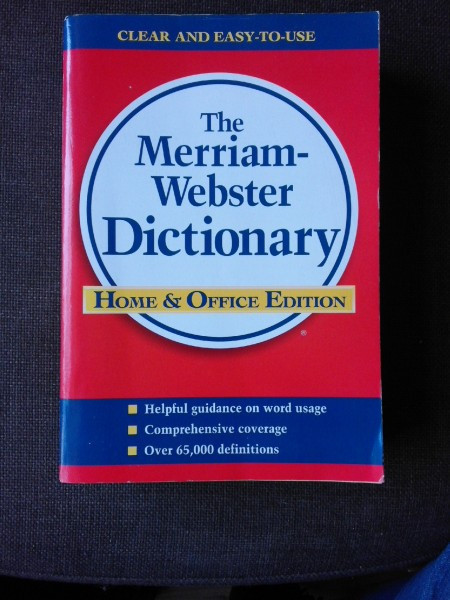 CLEAR AND EASY-TO-USE
The
Merriam-
Webster
Dictionary
HOME & OFFICE EDITION
®
■ Helpful guidance on word usage
■ Comprehensive coverage
■ Over 65,000 definitions